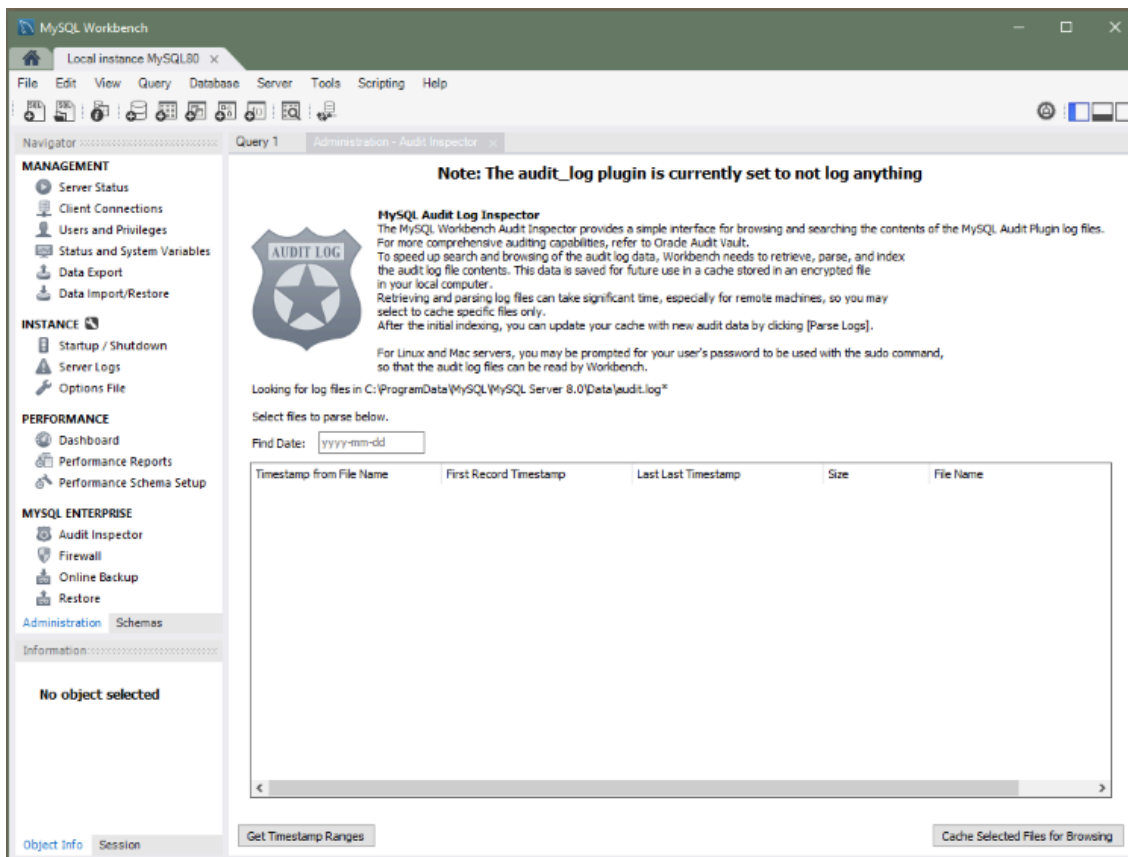 MySQL Workbench
Local instance MySQL80
File Edit View Query Database Server Tools Scripting Help
Navigator
MANAGEMENT
Server Status
Client Connections
Users and Privileges
Status and System Variables
Data Export
Data Import/Restore
INSTANCE
Startup / Shutdown
Server Logs
Options File
PERFORMANCE
Dashboard
Performance Reports
Performance Schema Setup
MYSQL ENTERPRISE
Audit Inspector
Firewall
Online Backup
Restore
Administration Schemas
Information
No object selected
Object Info Session
Query 1 Administration - Audit Inspector
Note: The audit_log plugin is currently set to not log anything
AUDIT LOG
MySQL Audit Log Inspector
The MySQL Workbench Audit Inspector provides a simple interface for browsing and searching the contents of the MySQL Audit Plugin log files.
For more comprehensive auditing capabilities, refer to Oracle Audit Vault.
To speed up search and browsing of the audit log data, Workbench needs to retrieve, parse, and index
the audit log file contents. This data is saved for future use in a cache stored in an encrypted file
in your local computer.
Retrieving and parsing log files can take significant time, especially for remote machines, so you may
select to cache specific files only.
After the initial indexing, you can update your cache with new audit data by clicking [Parse Logs].
For Linux and Mac servers, you may be prompted for your user's password to be used with the sudo command,
so that the audit log files can be read by Workbench.
Looking for log files in C:\ProgramData\MySQL\MySQL Server 8.0\Data\audit.log*
Select files to parse below.
Find Date: yyyy-mm-dd
Timestamp from File Name First Record Timestamp Last Last Timestamp Size File Name
Get Timestamp Ranges Cache Selected Files for Browsing